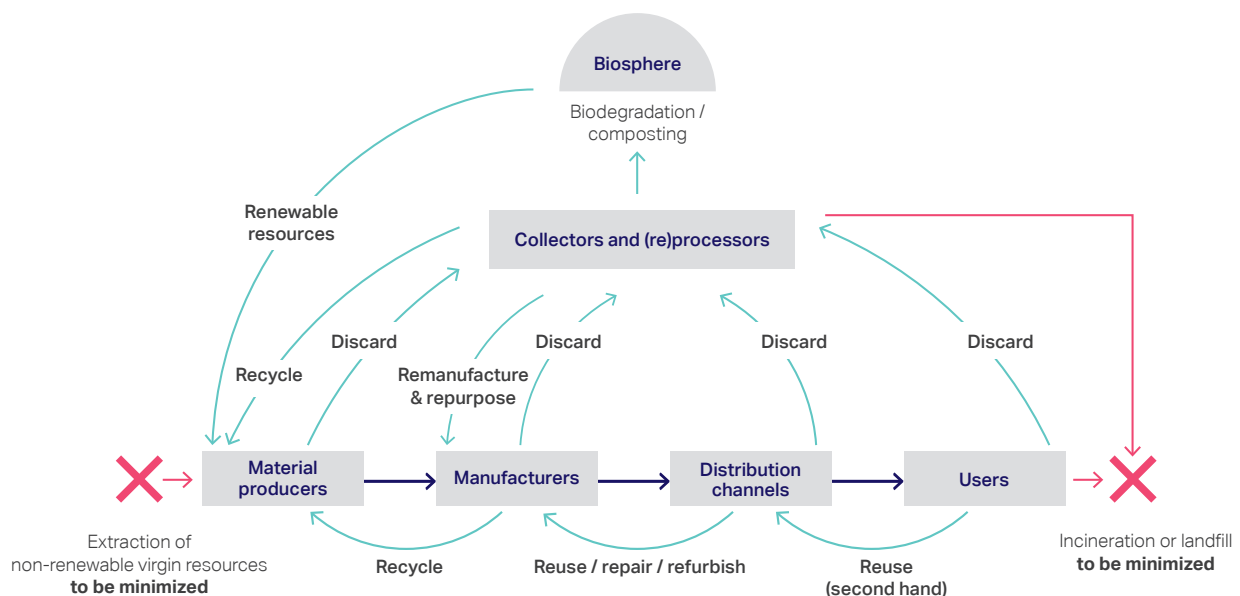 Biosphere
Biodegradation /
composting
Renewable
resources
Collectors and (re)processors
Discard
Discard
Discard
Discard
Recycle
Remanufacture
& repurpose
Material
producers
Manufacturers
Distribution
channels
Users
Extraction of
non-renewable virgin resources
to be minimized
Recycle
Reuse / repair / refurbish
Reuse
(second hand)
Incineration or landfill
to be minimized